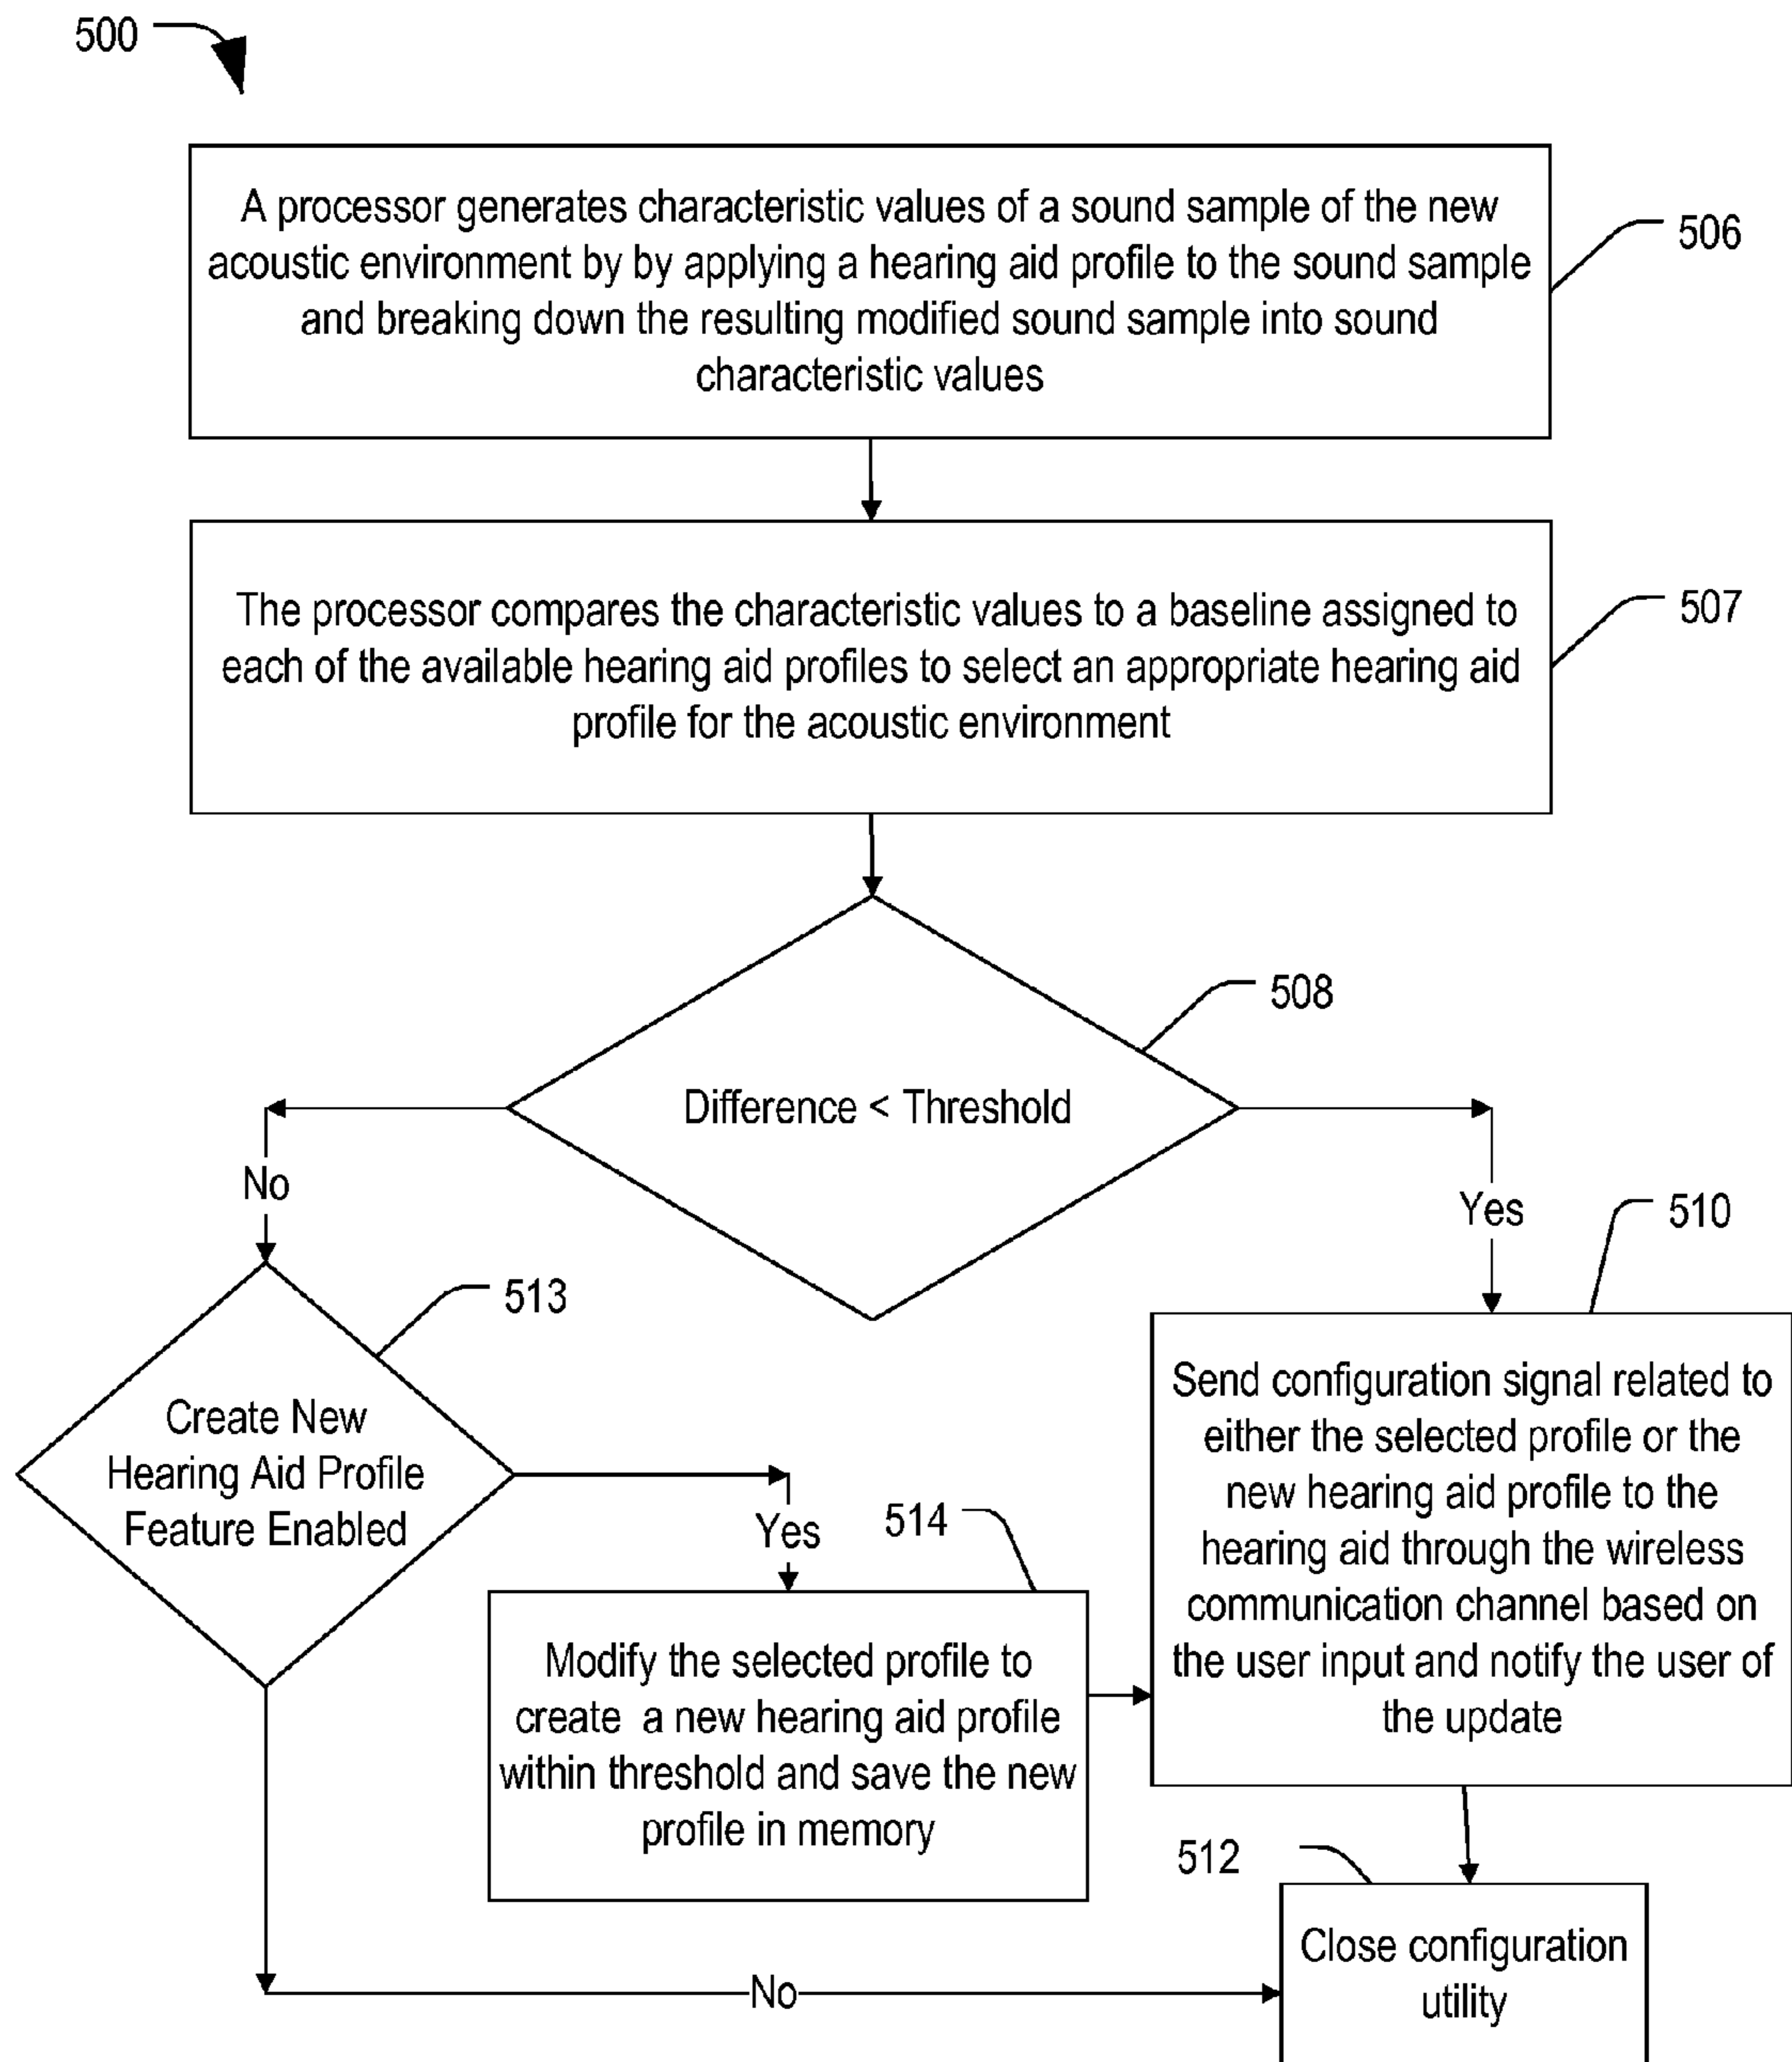 500
A processor generates characteristic values of a sound sample of the new
acoustic environment by by applying a hearing aid profile to the sound sample
and breaking down the resulting modified sound sample into sound
characteristic values
506
The processor compares the characteristic values to a baseline assigned to
each of the available hearing aid profiles to select an appropriate hearing aid
profile for the acoustic environment
507
508
Difference < Threshold
No
Yes
510
513
Create New
Hearing Aid Profile
Feature Enabled
Yes
514
Send configuration signal related to
either the selected profile or the
new hearing aid profile to the
hearing aid through the wireless
communication channel based on
the user input and notify the user of
the update
Modify the selected profile to
create a new hearing aid profile
within threshold and save the new
profile in memory
512
Close configuration
utility
No